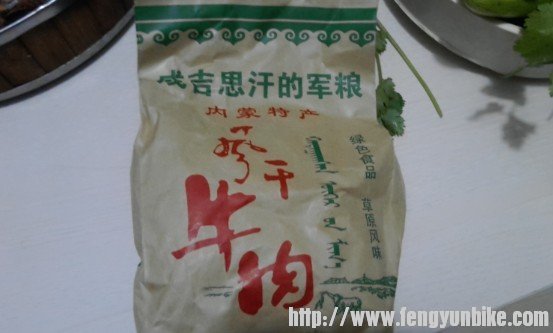 成吉思汗的军粮
内蒙特产
风干
牛肉
绿色食品 草原风味
http://www.fengyunbike.com